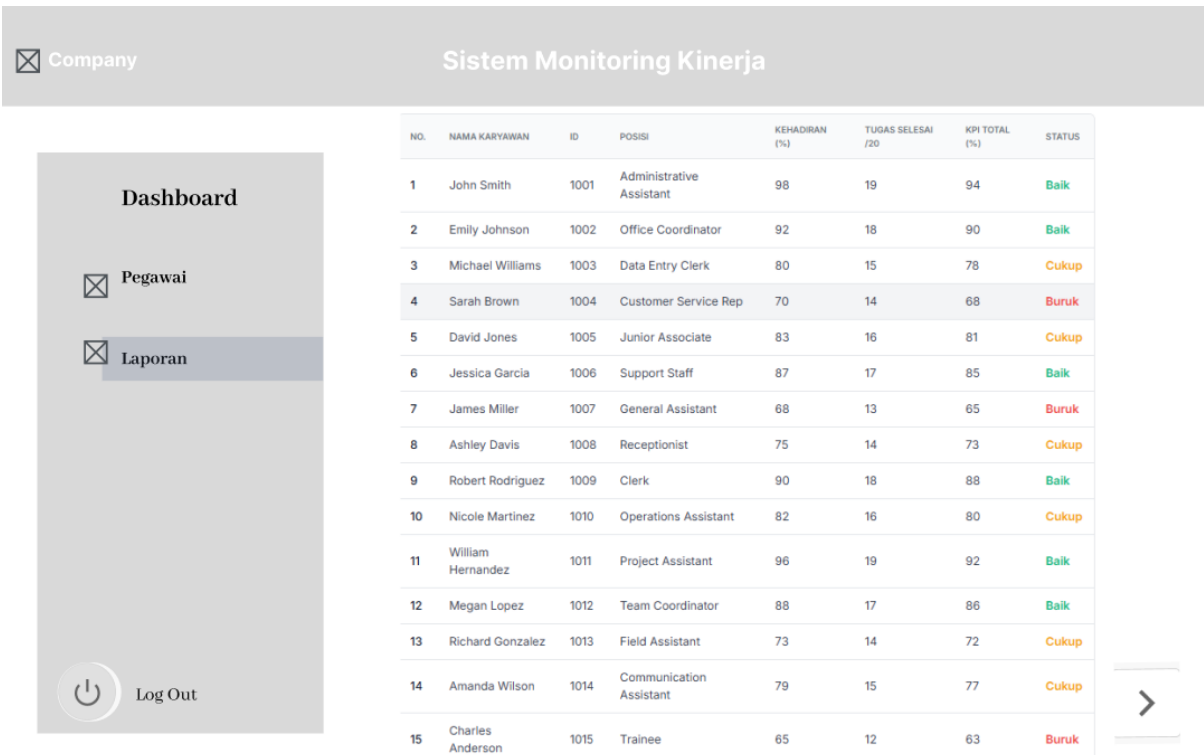 Company
Sistem Monitoring Kinerja
Dashboard
Pegawai
Laporan
Log Out
NO. NAMA KARYAWAN ID POSISI KEHADIRAN (%) TUGAS SELESAI /20 KPI TOTAL (%) STATUS
1 John Smith 1001 Administrative Assistant 98 19 94 Baik
2 Emily Johnson 1002 Office Coordinator 92 18 90 Baik
3 Michael Williams 1003 Data Entry Clerk 80 15 78 Cukup
4 Sarah Brown 1004 Customer Service Rep 70 14 68 Buruk
5 David Jones 1005 Junior Associate 83 16 81 Cukup
6 Jessica Garcia 1006 Support Staff 87 17 85 Baik
7 James Miller 1007 General Assistant 68 13 65 Buruk
8 Ashley Davis 1008 Receptionist 75 14 73 Cukup
9 Robert Rodriguez 1009 Clerk 90 18 88 Baik
10 Nicole Martinez 1010 Operations Assistant 82 16 80 Cukup
11 William Hernandez 1011 Project Assistant 96 19 92 Baik
12 Megan Lopez 1012 Team Coordinator 88 17 86 Baik
13 Richard Gonzalez 1013 Field Assistant 73 14 72 Cukup
14 Amanda Wilson 1014 Communication Assistant 79 15 77 Cukup
15 Charles Anderson 1015 Trainee 65 12 63 Buruk